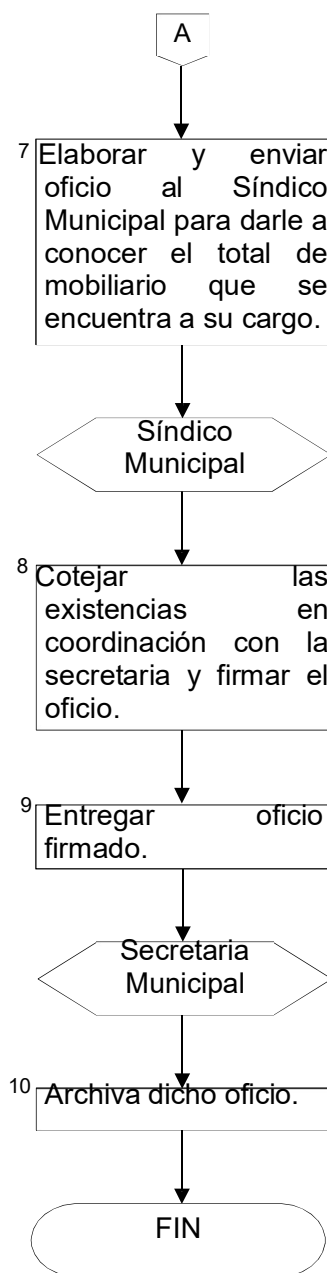 A
7 Elaborar y enviar
oficio al Síndico
Municipal para darle a
conocer el total de
mobiliario que se
encuentra a su cargo.
Síndico
Municipal
8 Cotejar las
existencias en
coordinación con la
secretaria y firmar el
oficio.
9 Entregar oficio
firmado.
Secretaria
Municipal
10 Archiva dicho oficio.
FIN